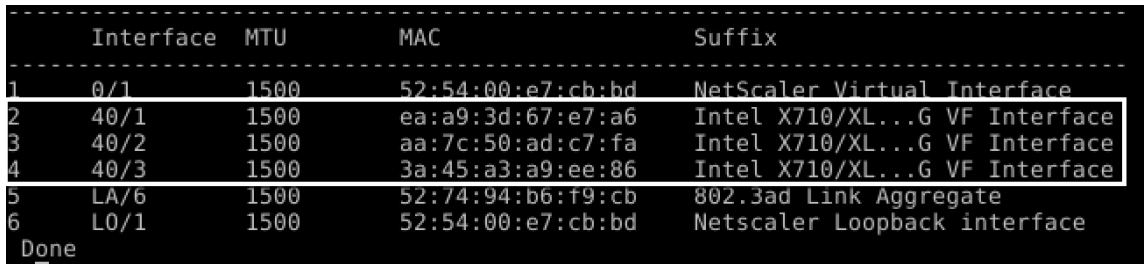 Interface MTU MAC Suffix
1 0/1 1500 52:54:00:e7:cb:bd NetScaler Virtual Interface
2 40/1 1500 ea:a9:3d:67:e7:a6 Intel X710/XL...G VF Interface
3 40/2 1500 aa:7c:50:ad:c7:fa Intel X710/XL...G VF Interface
4 40/3 1500 3a:45:a3:a9:ee:86 Intel X710/XL...G VF Interface
5 LA/6 1500 52:74:94:b6:f9:cb 802.3ad Link Aggregate
6 LO/1 1500 52:54:00:e7:cb:bd Netscaler Loopback interface
Done